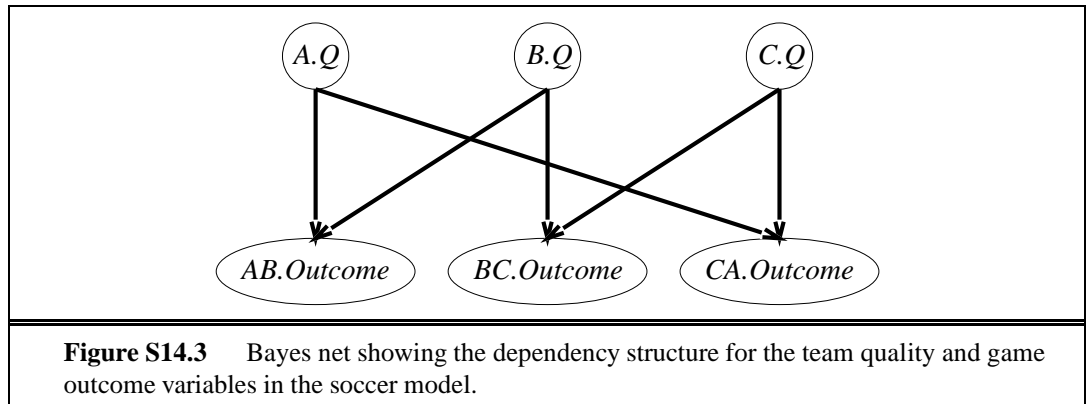 A.Q B.Q C.Q
AB.Outcome BC.Outcome CA.Outcome
Figure S14.3 Bayes net showing the dependency structure for the team quality and game
outcome variables in the soccer model.